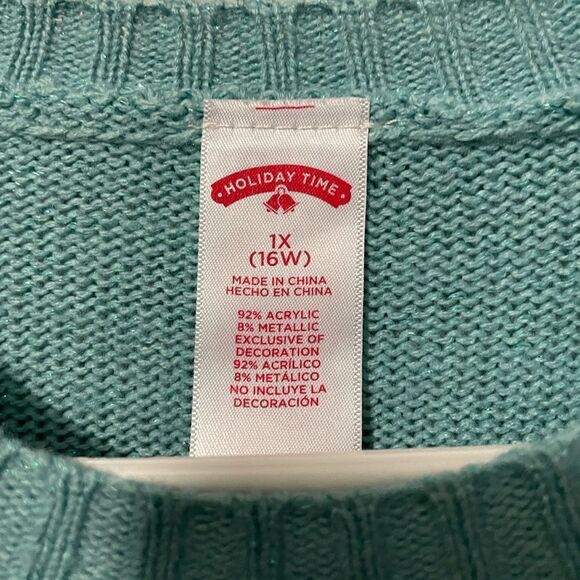 • HOLIDAY TIME •
1X
(16W)
MADE IN CHINA
HECHO EN CHINA
92% ACRYLIC
8% METALLIC
EXCLUSIVE OF
DECORATION
92% ACRÍLICO
8% METÁLICO
NO INCLUYE LA
DECORACIÓN